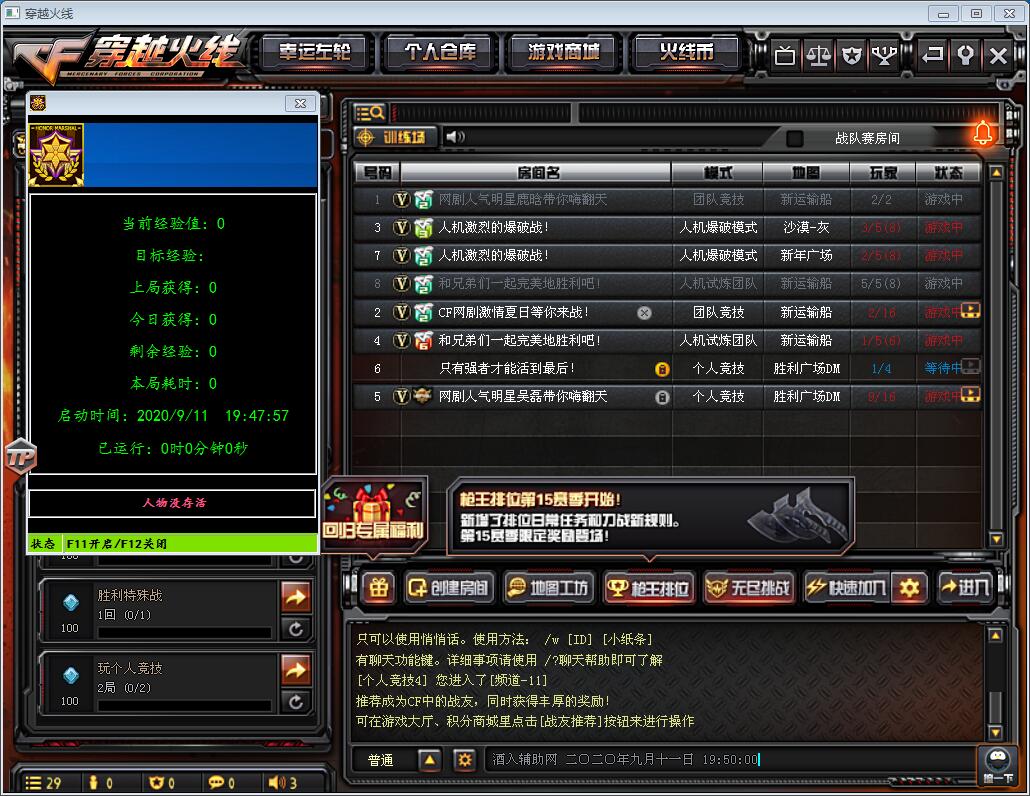 穿越火线
CF 穿越火线
MERCENARY FORCES CORPORATION
幸运左轮
个人仓库
游戏商城
火线币
HONOR MARSHAL
当前经验值: 0
目标经验:
上局获得: 0
今日获得: 0
剩余经验: 0
本局耗时: 0
启动时间: 2020/9/11 19:47:57
已运行: 0时0分钟0秒
人物没存活
状态 F11开启/F12关闭
TP
训练场
战队赛房间
号码 房间名 模式 地图 玩家 状态
1 V 网剧人气明星鹿晗带你嗨翻天 团队竞技 新运输船 2/2 游戏中
3 V 人机激烈的爆破战! 人机爆破模式 沙漠-灰 3/5(8) 游戏中
7 V 人机激烈的爆破战! 人机爆破模式 新年广场 2/5(8) 游戏中
8 V 和兄弟们一起完美地胜利吧! 人机试炼团队 新运输船 5/5(8) 游戏中
2 V CF网剧激情夏日等你来战! 团队竞技 新运输船 2/16 游戏中
4 V 和兄弟们一起完美地胜利吧! 人机试炼团队 新运输船 1/5(6) 游戏中
6 只有强者才能活到最后! 个人竞技 胜利广场DM 1/4 等待中
5 V 网剧人气明星吴磊带你嗨翻天 个人竞技 胜利广场DM 9/16 游戏中
回归专属福利
枪王排位第15赛季开始!
新增了排位日常任务和刀战新规则。
第15赛季限定奖励登场!
创建房间
地图工坊
枪王排位
无尽挑战
快速加入
进入
100
胜利特殊战
1回 (0/1)
100
玩个人竞技
2局 (0/2)
100
只可以使用悄悄话。使用方法: /w [ID] [小纸条]
有聊天功能键。详细事项请使用 /?聊天帮助即可了解
[个人竞技4] 您进入了[频道-11]
推荐成为CF中的战友,同时获得丰厚的奖励!
可在游戏大厅、积分商城里点击[战友推荐]按钮来进行操作
普通
酒入辅助网 二〇二〇年九月十一日 19:50:00
搜一下
29 0 0 0 3